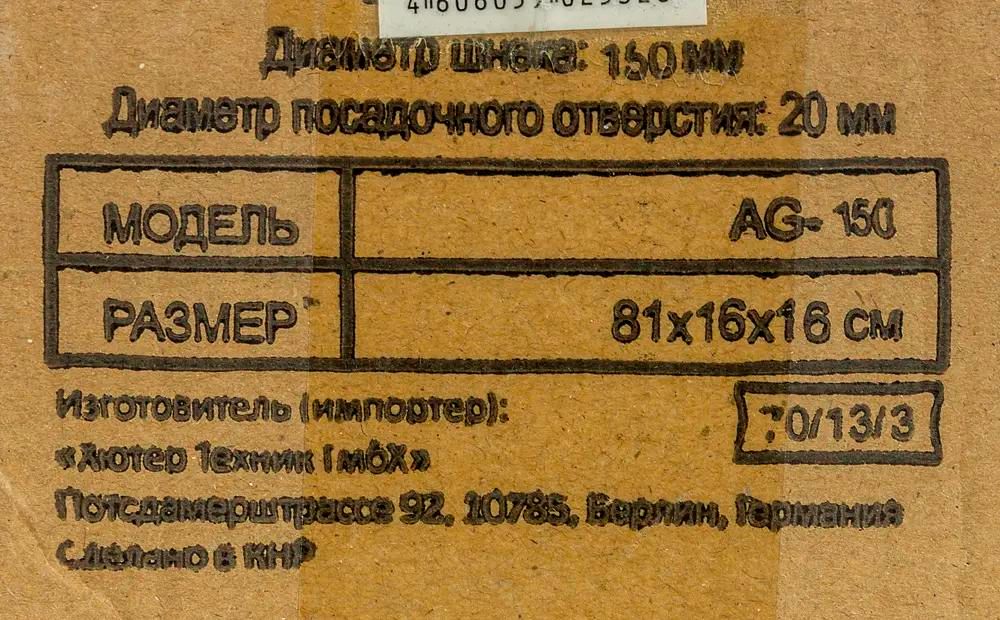 Диаметр шнека: 150 мм
Диаметр посадочного отверстия: 20 мм
МОДЕЛЬ AG- 150
РАЗМЕР 81x16x16 см
Изготовитель (импортер):
70/13/3
«Хютер Техник ГмбХ»
Потсдамерштрассе 92, 10785, Берлин, Германия
Сделано в КНР